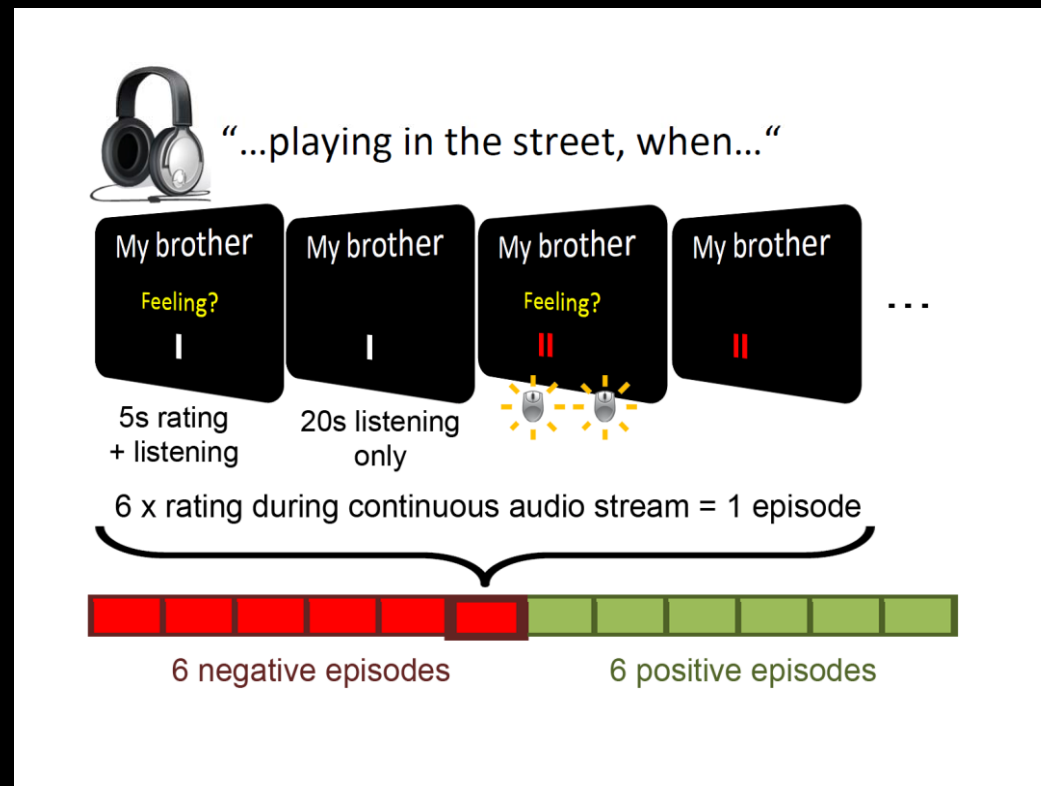 “...playing in the street, when...“
My brother
Feeling?
I
My brother
I
My brother
Feeling?
II
My brother
II
...
5s rating
+ listening
20s listening
only
6 x rating during continuous audio stream = 1 episode
6 negative episodes
6 positive episodes